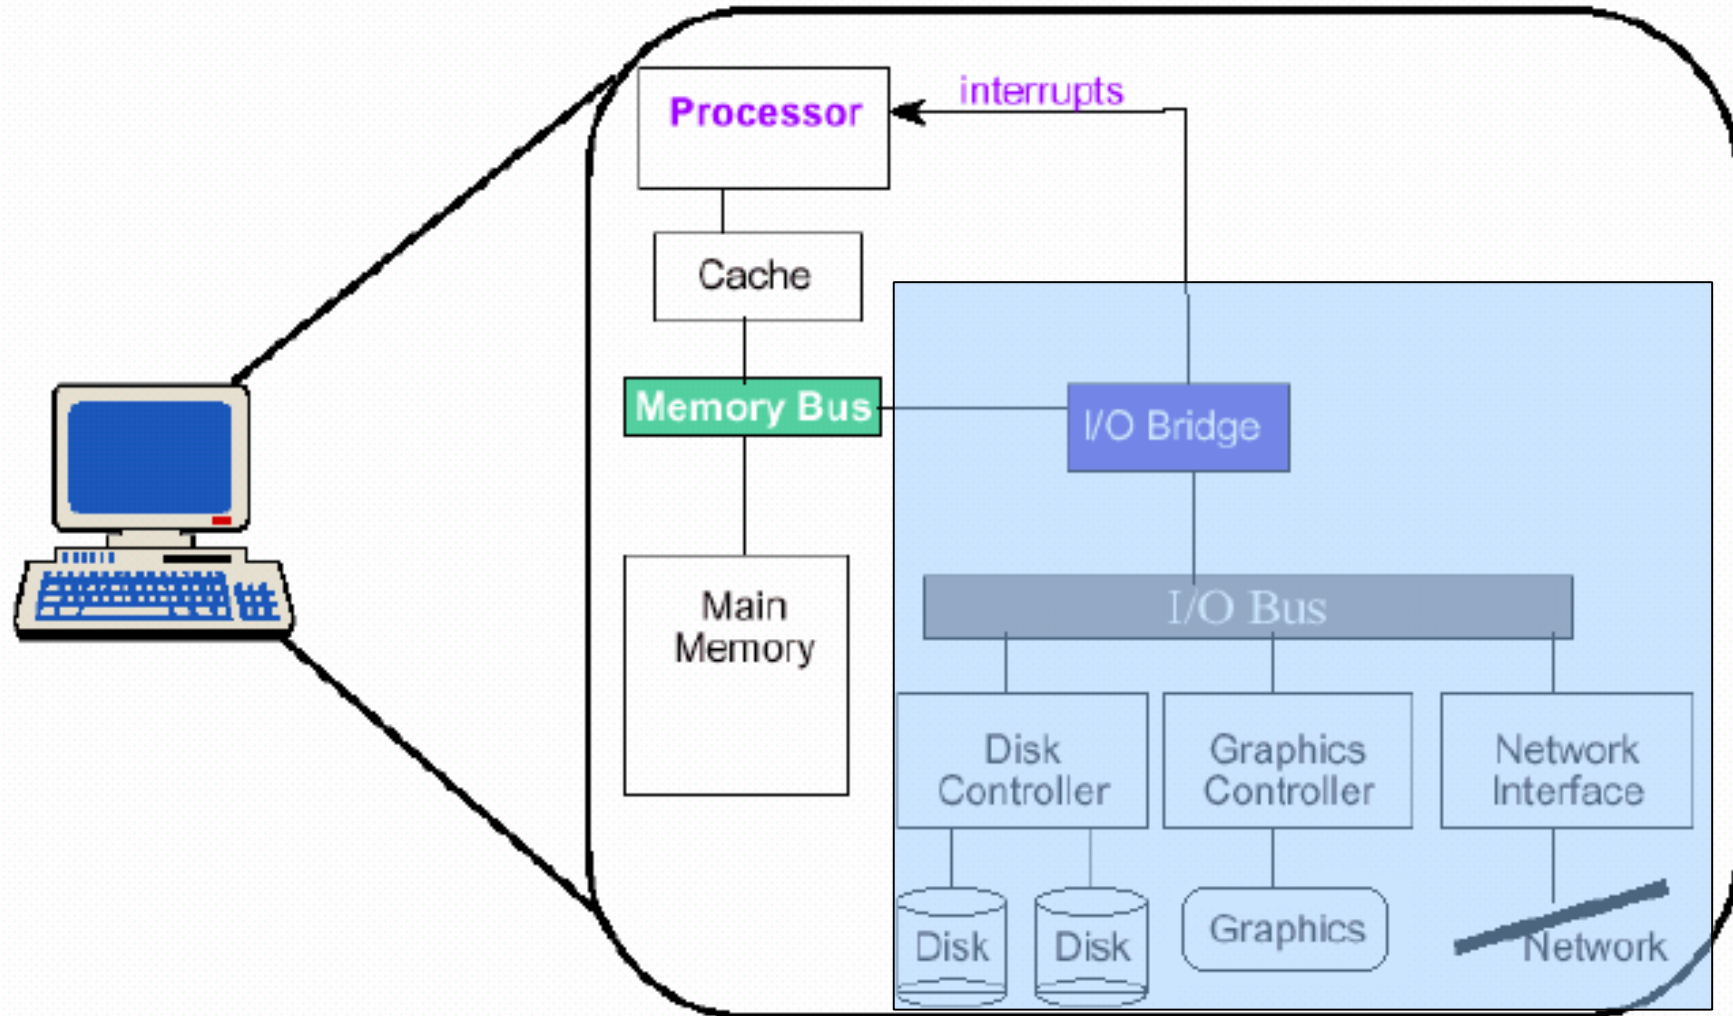 Processor
interrupts
Cache
Memory Bus
I/O Bridge
Main
Memory
I/O Bus
Disk
Controller
Graphics
Controller
Network
Interface
Disk
Disk
Graphics
Network